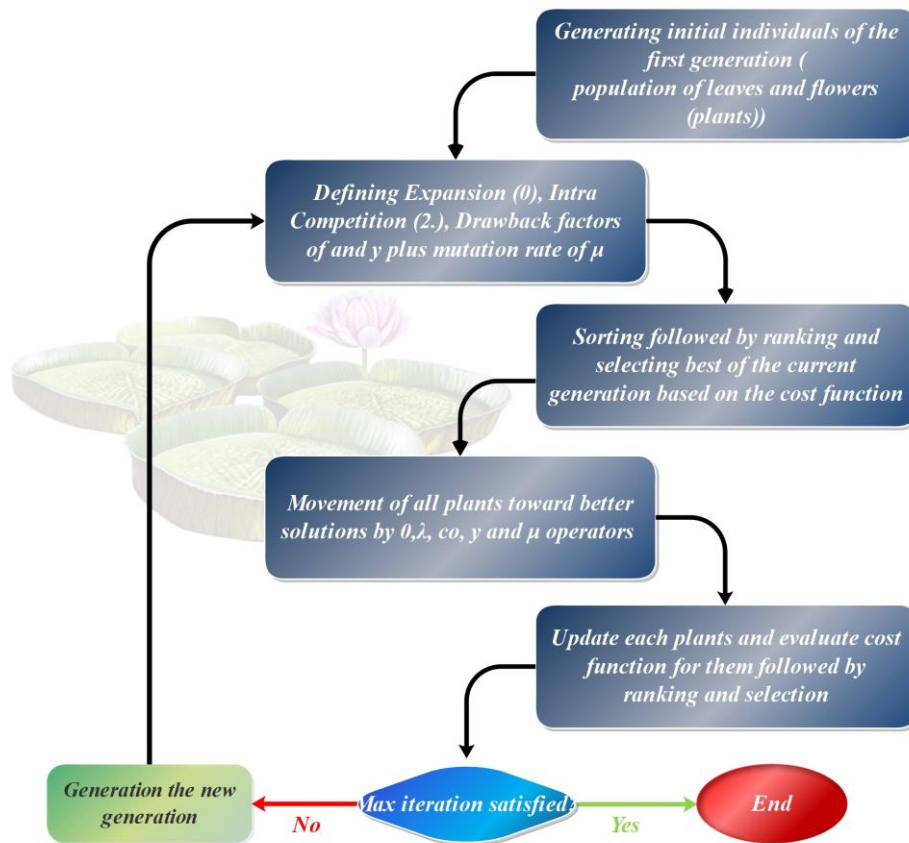 Generating initial individuals of the
first generation (
population of leaves and flowers
(plants))
Defining Expansion (0), Intra
Competition (2.), Drawback factors
of and y plus mutation rate of μ
Sorting followed by ranking and
selecting best of the current
generation based on the cost function
Movement of all plants toward better
solutions by 0,λ, co, y and μ operators
Update each plants and evaluate cost
function for them followed by
ranking and selection
Generation the new
generation
No
Max iteration satisfied?
Yes
End